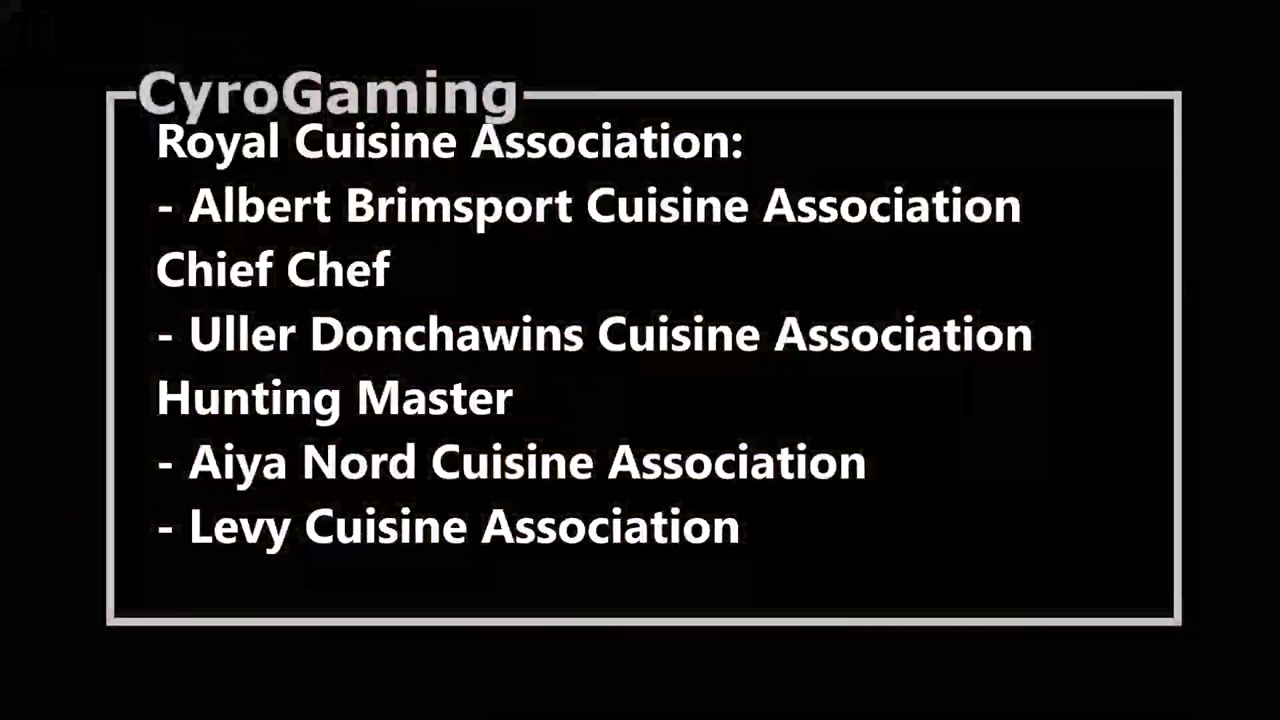 CyroGaming
Royal Cuisine Association:
- Albert Brimsport Cuisine Association
Chief Chef
- Uller Donchawins Cuisine Association
Hunting Master
- Aiya Nord Cuisine Association
- Levy Cuisine Association